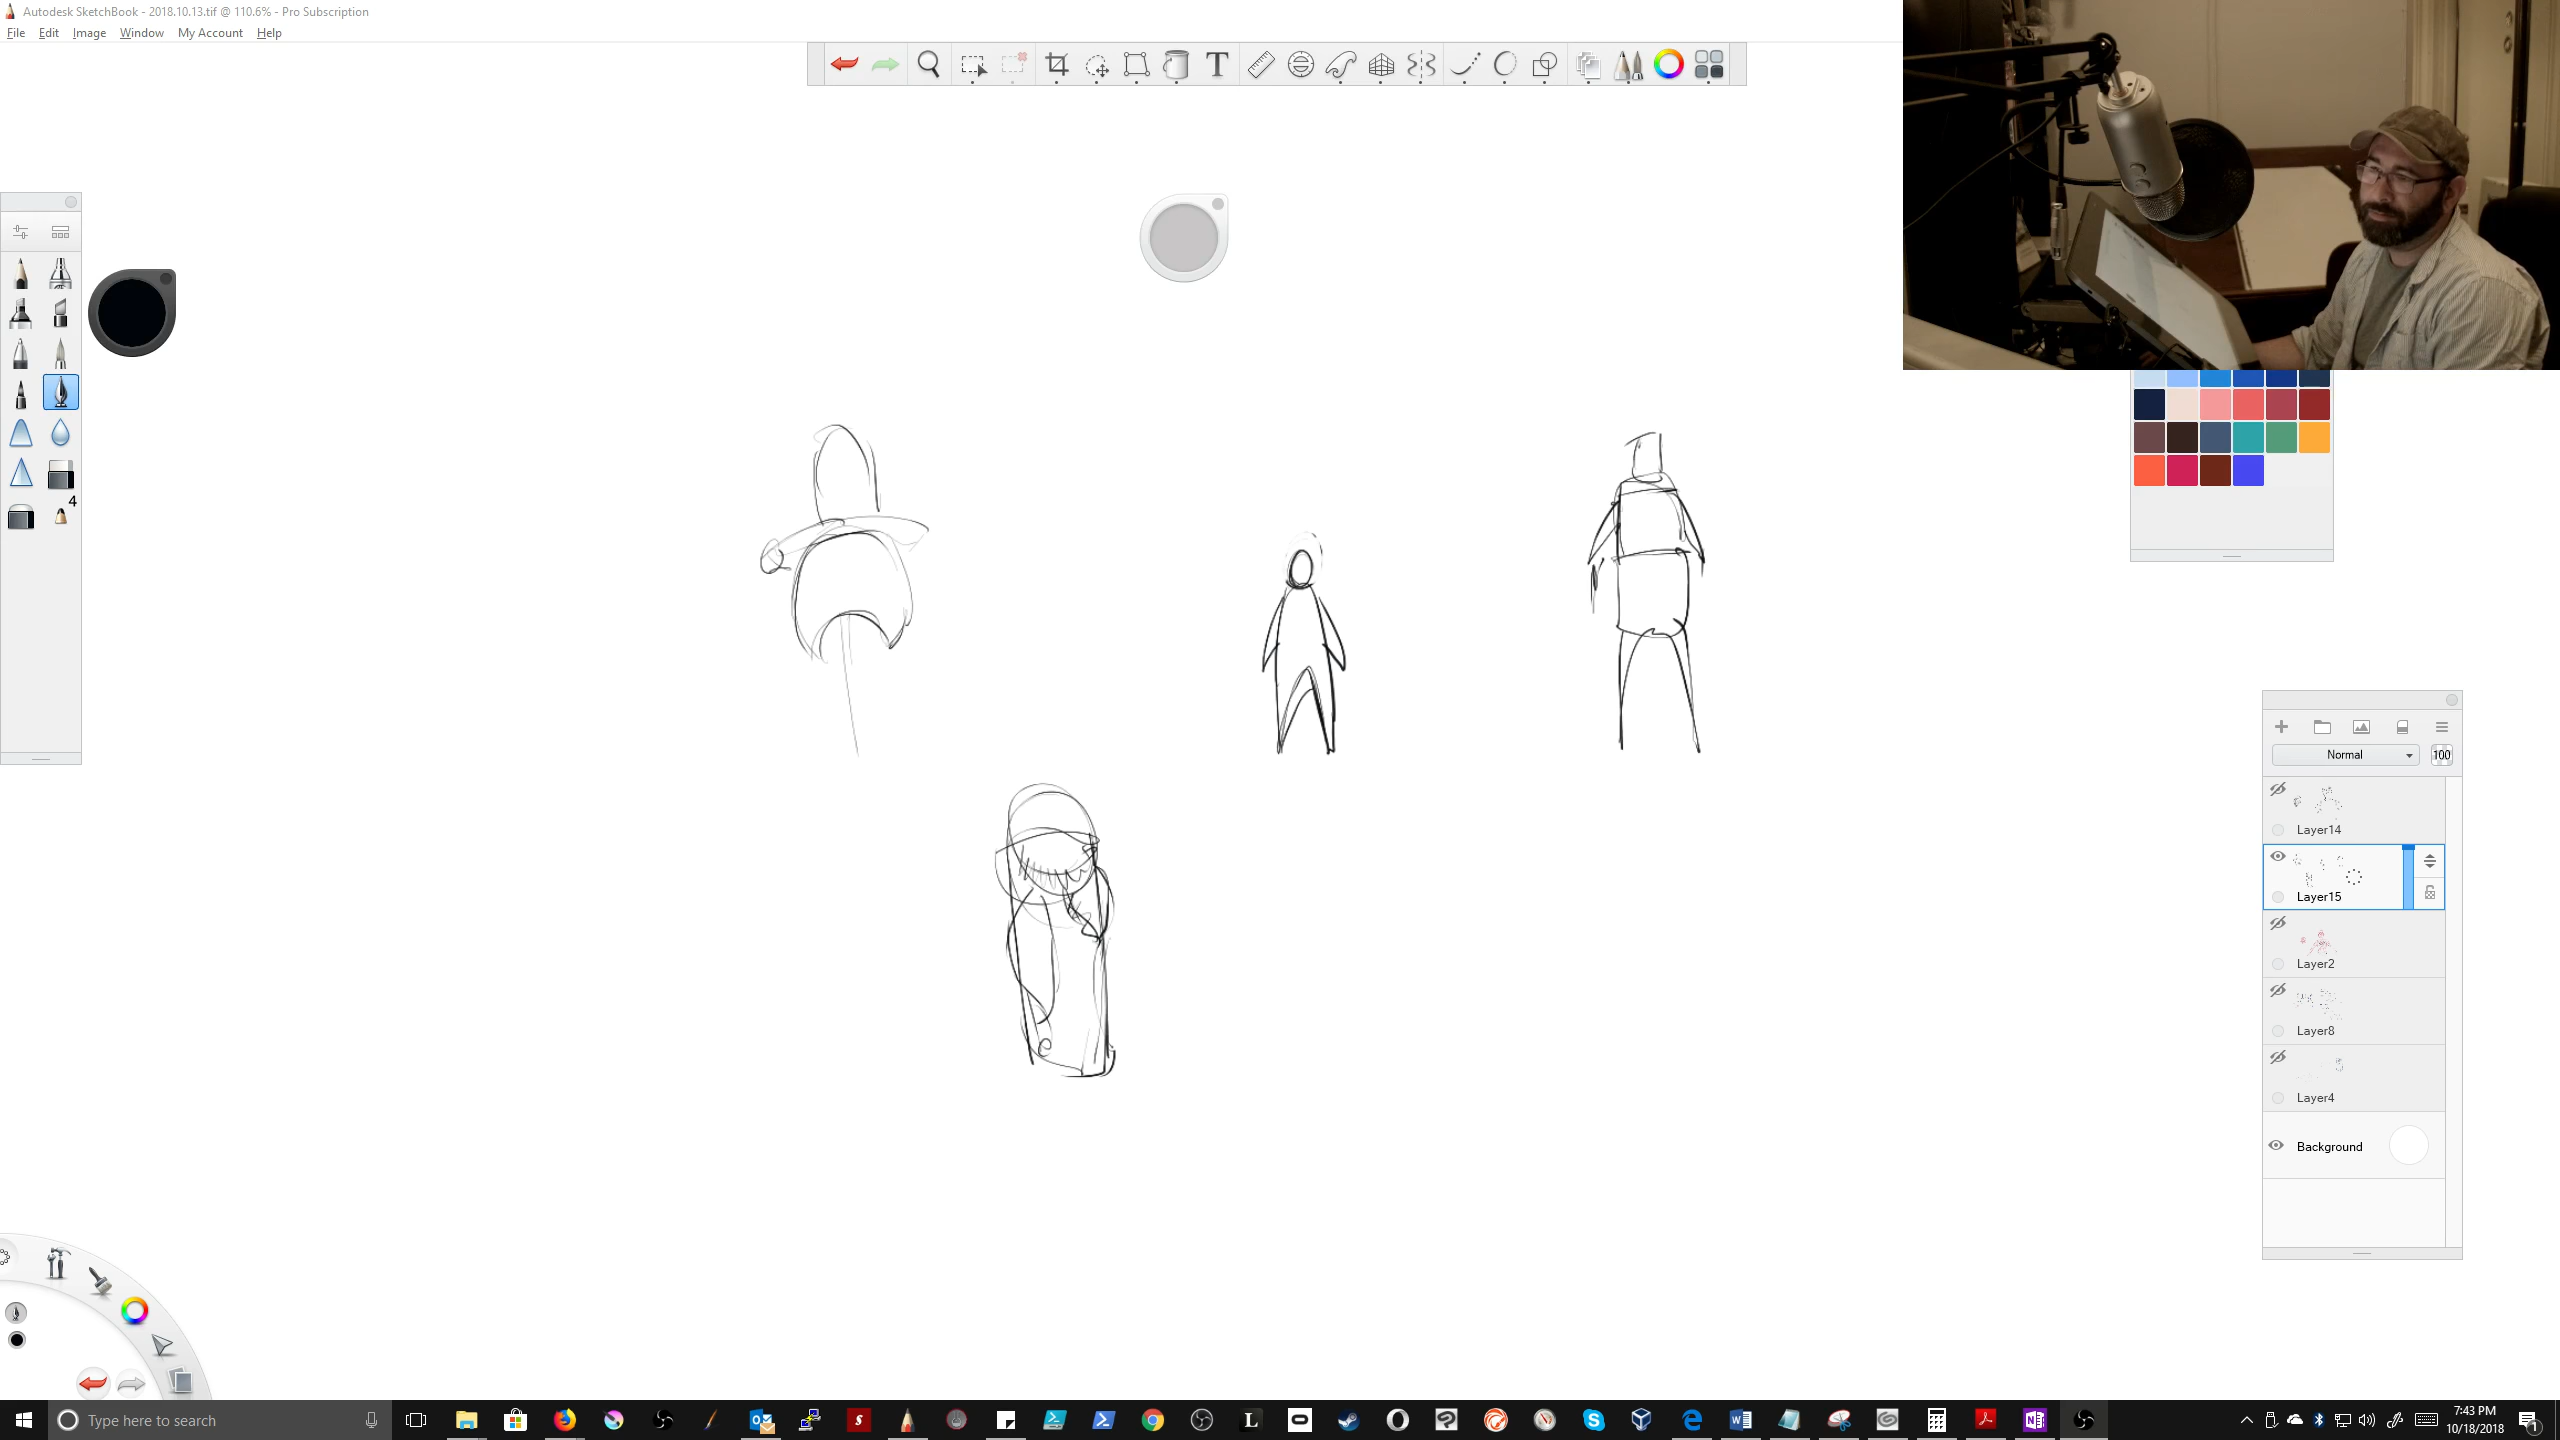 Autodesk SketchBook - 2018.10.13.tif @ 110.6% - Pro Subscription
File Edit Image Window My Account Help
T
4
Normal 100
Layer14
Layer15
Layer2
Layer8
Layer4
Background
Type here to search
7:43 PM
10/18/2018
1